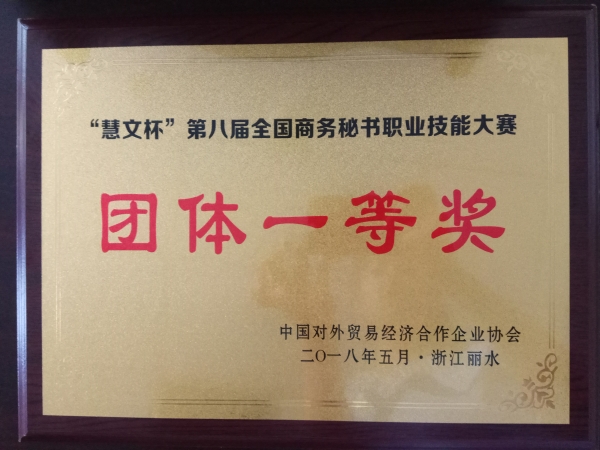 “慧文杯”第八届全国商务秘书职业技能大赛
团体一等奖
中国对外贸易经济合作企业协会
二〇一八年五月·浙江丽水